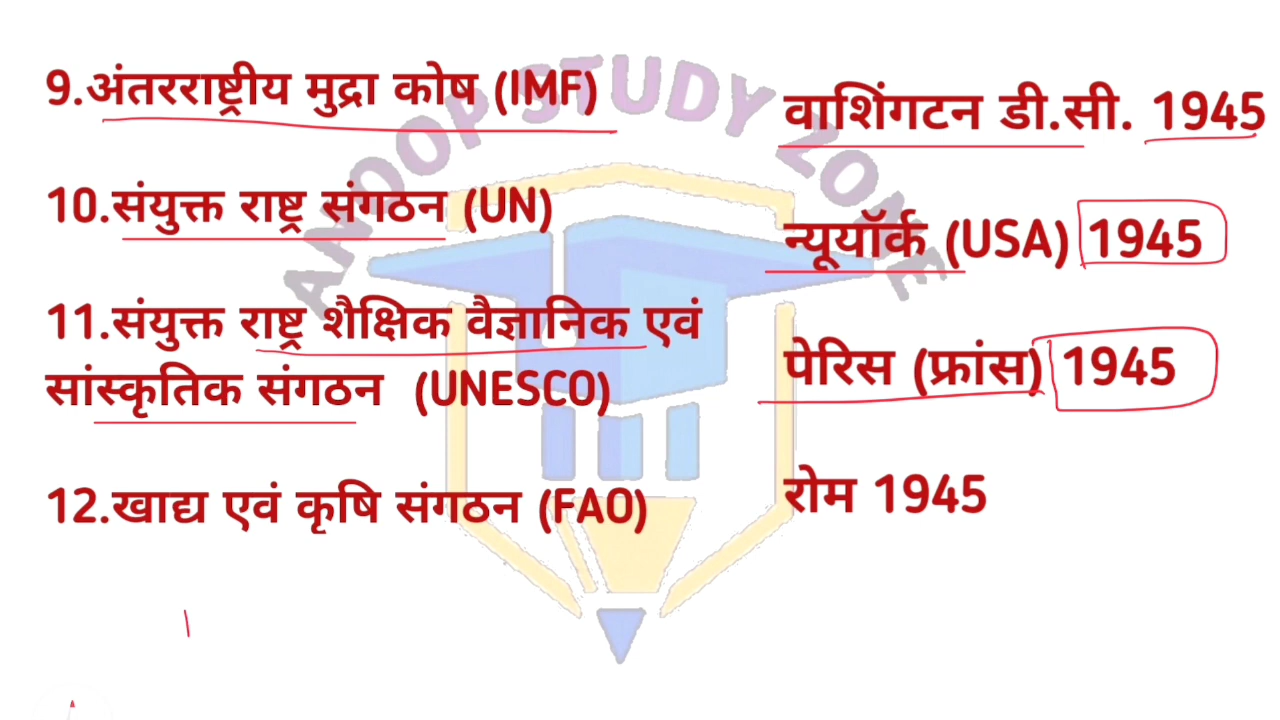 9.अंतरराष्ट्रीय मुद्रा कोष (IMF)
वाशिंगटन डी.सी. 1945
10.संयुक्त राष्ट्र संगठन (UN)
न्यूयॉर्क (USA) 1945
11.संयुक्त राष्ट्र शैक्षिक वैज्ञानिक एवं
सांस्कृतिक संगठन (UNESCO)
पेरिस (फ्रांस) 1945
12.खाद्य एवं कृषि संगठन (FAO)
रोम 1945
ANOOP STUDY ZONE